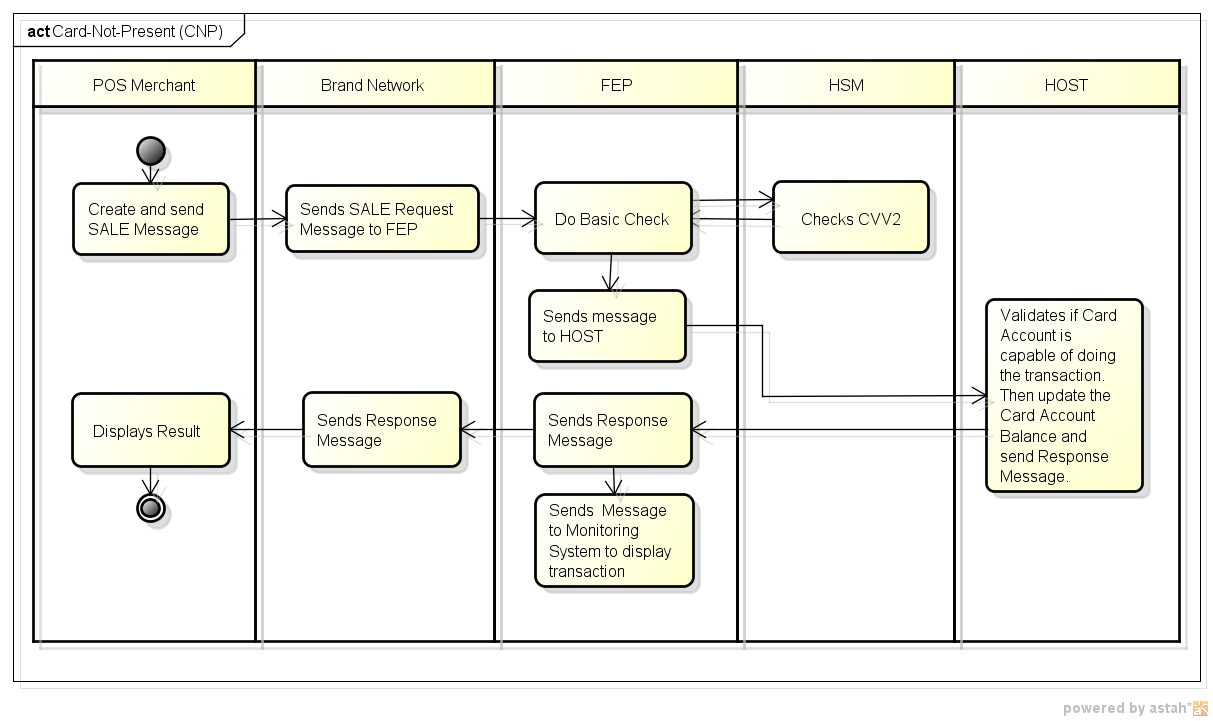 act Card-Not-Present (CNP)
POS Merchant
Brand Network
FEP
HSM
HOST
Create and send
SALE Message
Sends SALE Request
Message to FEP
Do Basic Check
Checks CVV2
Sends message
to HOST
Validates if Card
Account is
capable of doing
the transaction.
Then update the
Card Account
Balance and
send Response
Message.
Displays Result
Sends Response
Message
Sends Response
Message
Sends  Message
to Monitoring
System to display
transaction
powered by astah*